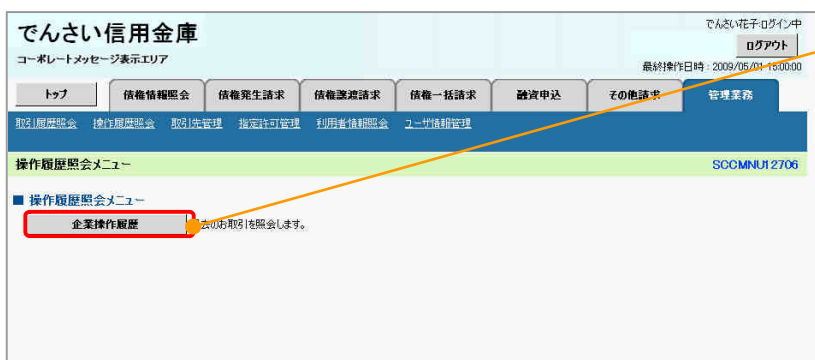 でんさい信用金庫
コーポレートメッセージ表示エリア
でんさい花子:ログイン中
ログアウト
最終操作日時：2009/05/01 15:00:00
トップ 債権情報照会 債権発生請求 債権譲渡請求 債権一括請求 融資申込 その他請求 管理業務
取引履歴照会 操作履歴照会 取引先管理 指定許可管理 利用者情報照会 ユーザ情報管理
操作履歴照会メニュー SCCMNU12706
■ 操作履歴照会メニュー
企業操作履歴 去のお取引を照会します。